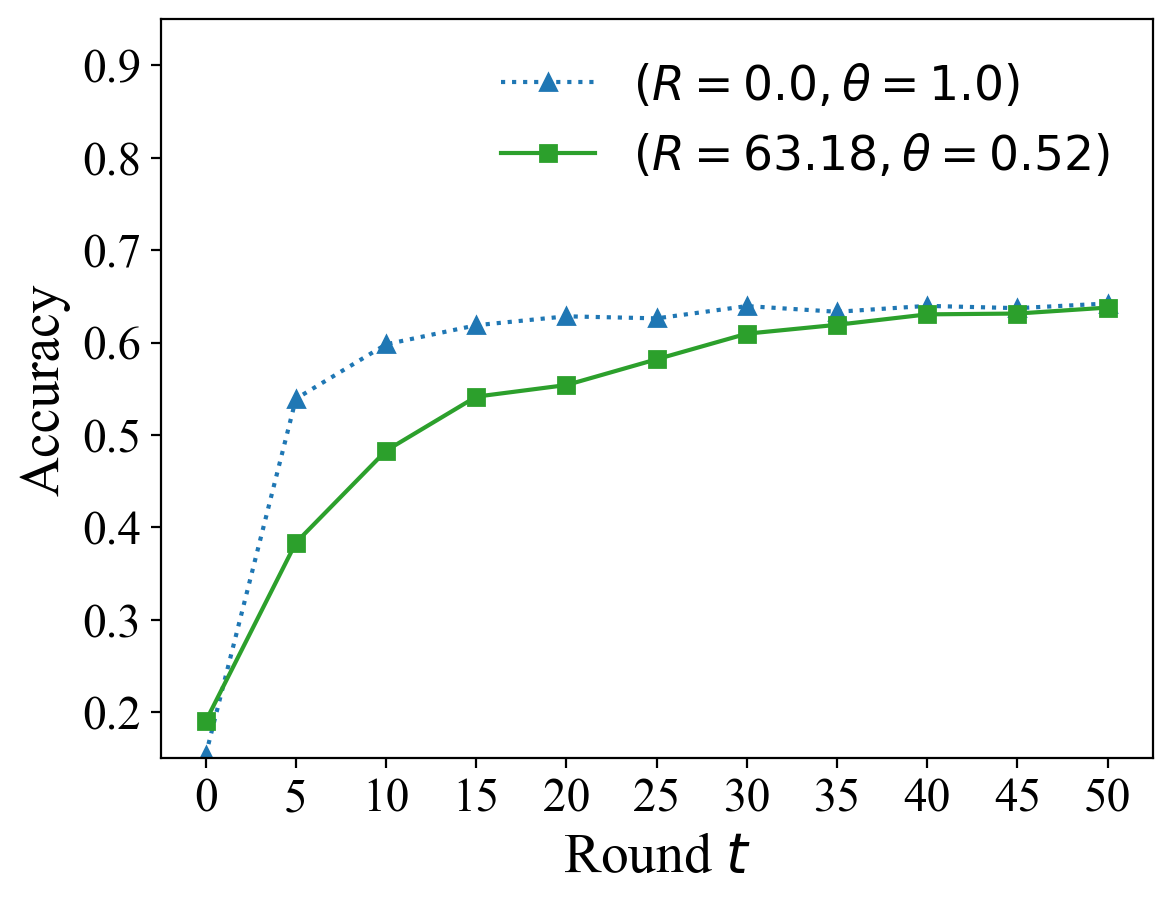 0.9
0.8
0.7
0.6
0.5
0.4
0.3
0.2
Accuracy
(R = 0.0, θ = 1.0)
(R = 63.18, θ = 0.52)
0 5 10 15 20 25 30 35 40 45 50
Round t